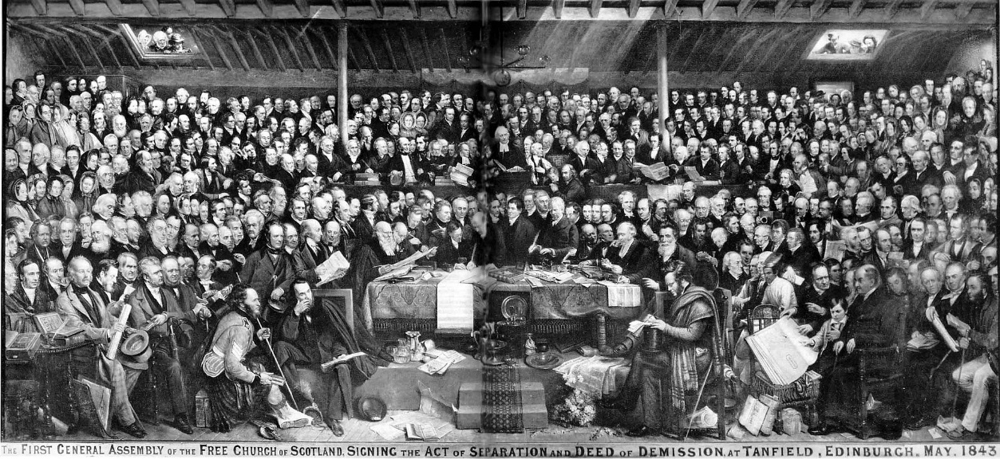 THE FIRST GENERAL ASSEMBLY OF THE FREE CHURCH OF SCOTLAND, SIGNING THE ACT OF SEPARATION AND DEED OF DEMISSION, AT TANFIELD, EDINBURGH, MAY. 1843